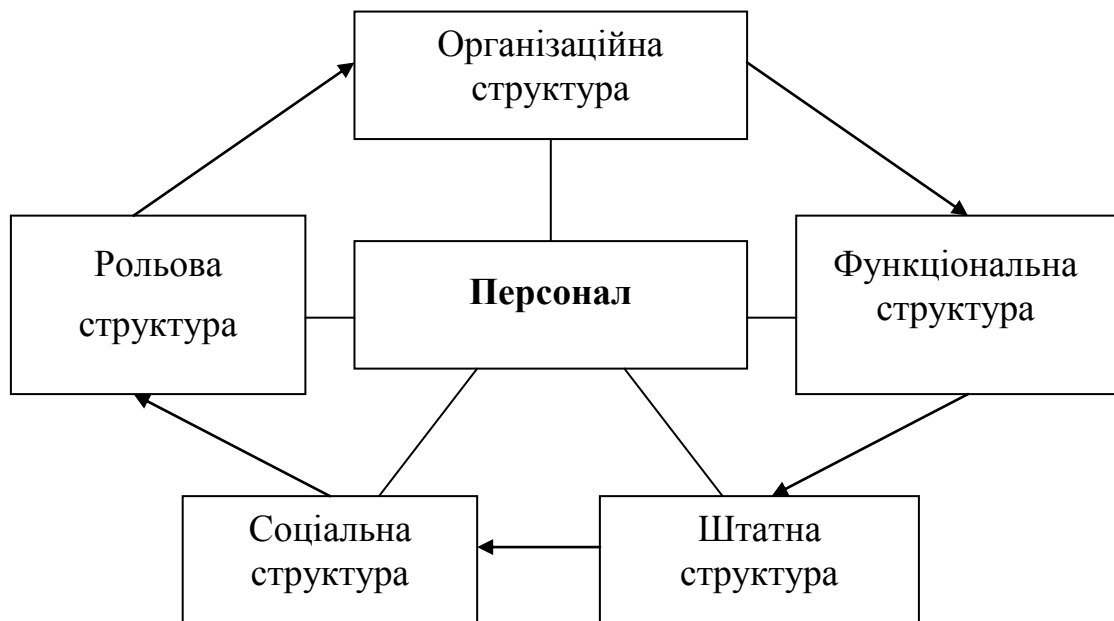 Організаційна
структура
Рольова
структура
Персонал
Функціональна
структура
Соціальна
структура
Штатна
структура